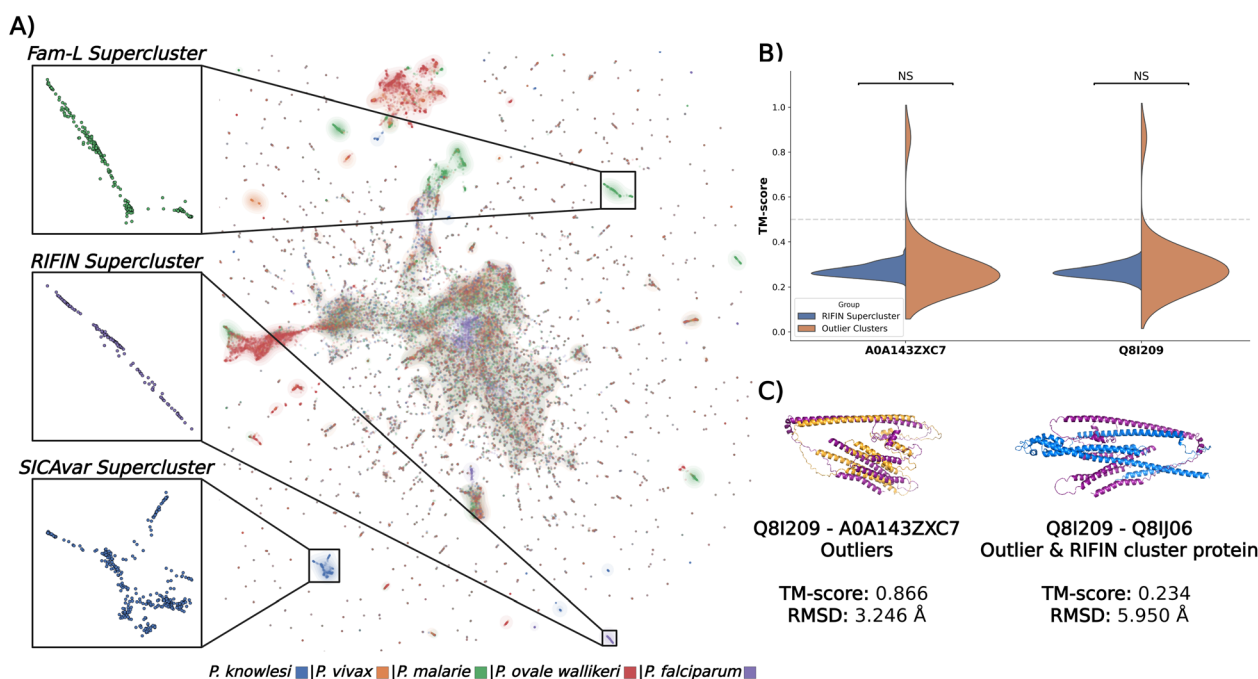 A)
Fam-L Supercluster
RIFIN Supercluster
SICAvar Supercluster
P. knowlesi |P. vivax |P. malarie |P. ovale wallikeri |P. falciparum
B)
NS NS
1.0
0.8
0.6
0.4
0.2
0.0
TM-score
Group
RIFIN Supercluster
Outlier Clusters
A0A143ZXC7 Q8I209
C)
Q8I209 - A0A143ZXC7
Outliers
TM-score: 0.866
RMSD: 3.246 Å
Q8I209 - Q8IJ06
Outlier & RIFIN cluster protein
TM-score: 0.234
RMSD: 5.950 Å